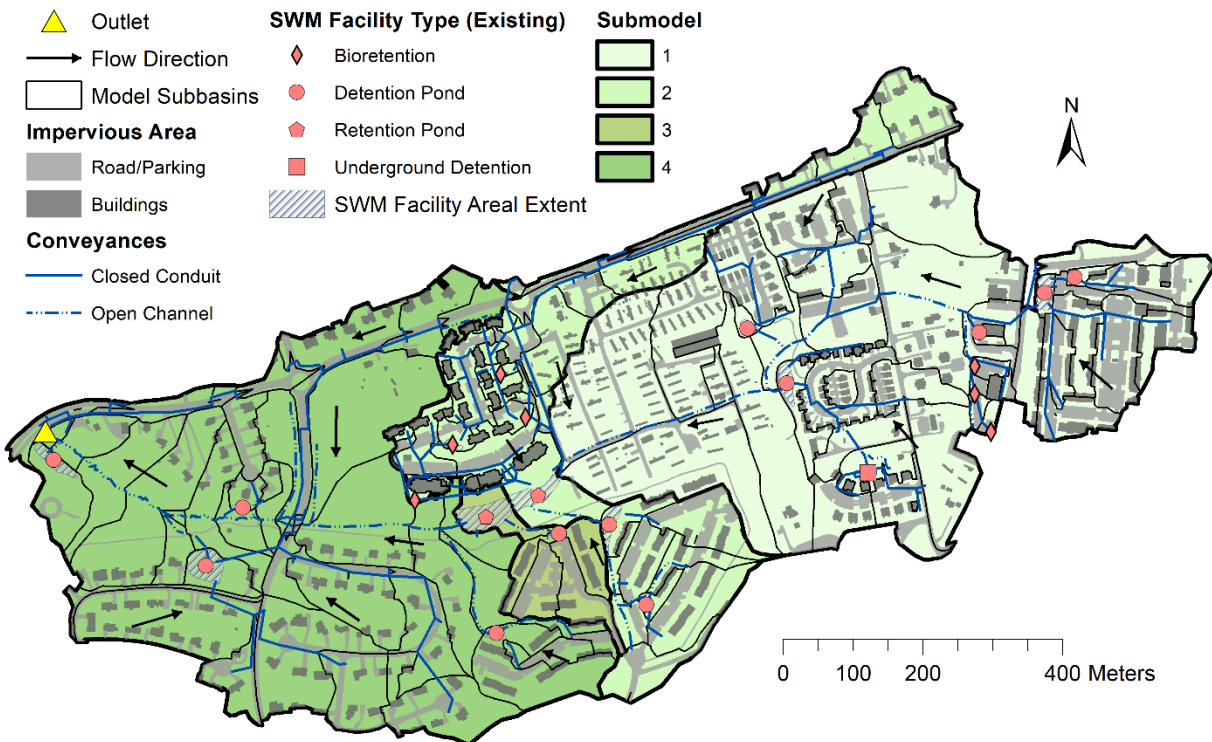 Outlet
Flow Direction
Model Subbasins
Impervious Area
Road/Parking
Buildings
Conveyances
Closed Conduit
Open Channel
SWM Facility Type (Existing)
Bioretention
Detention Pond
Retention Pond
Underground Detention
SWM Facility Areal Extent
Submodel
1
2
3
4
N
0 100 200 400 Meters